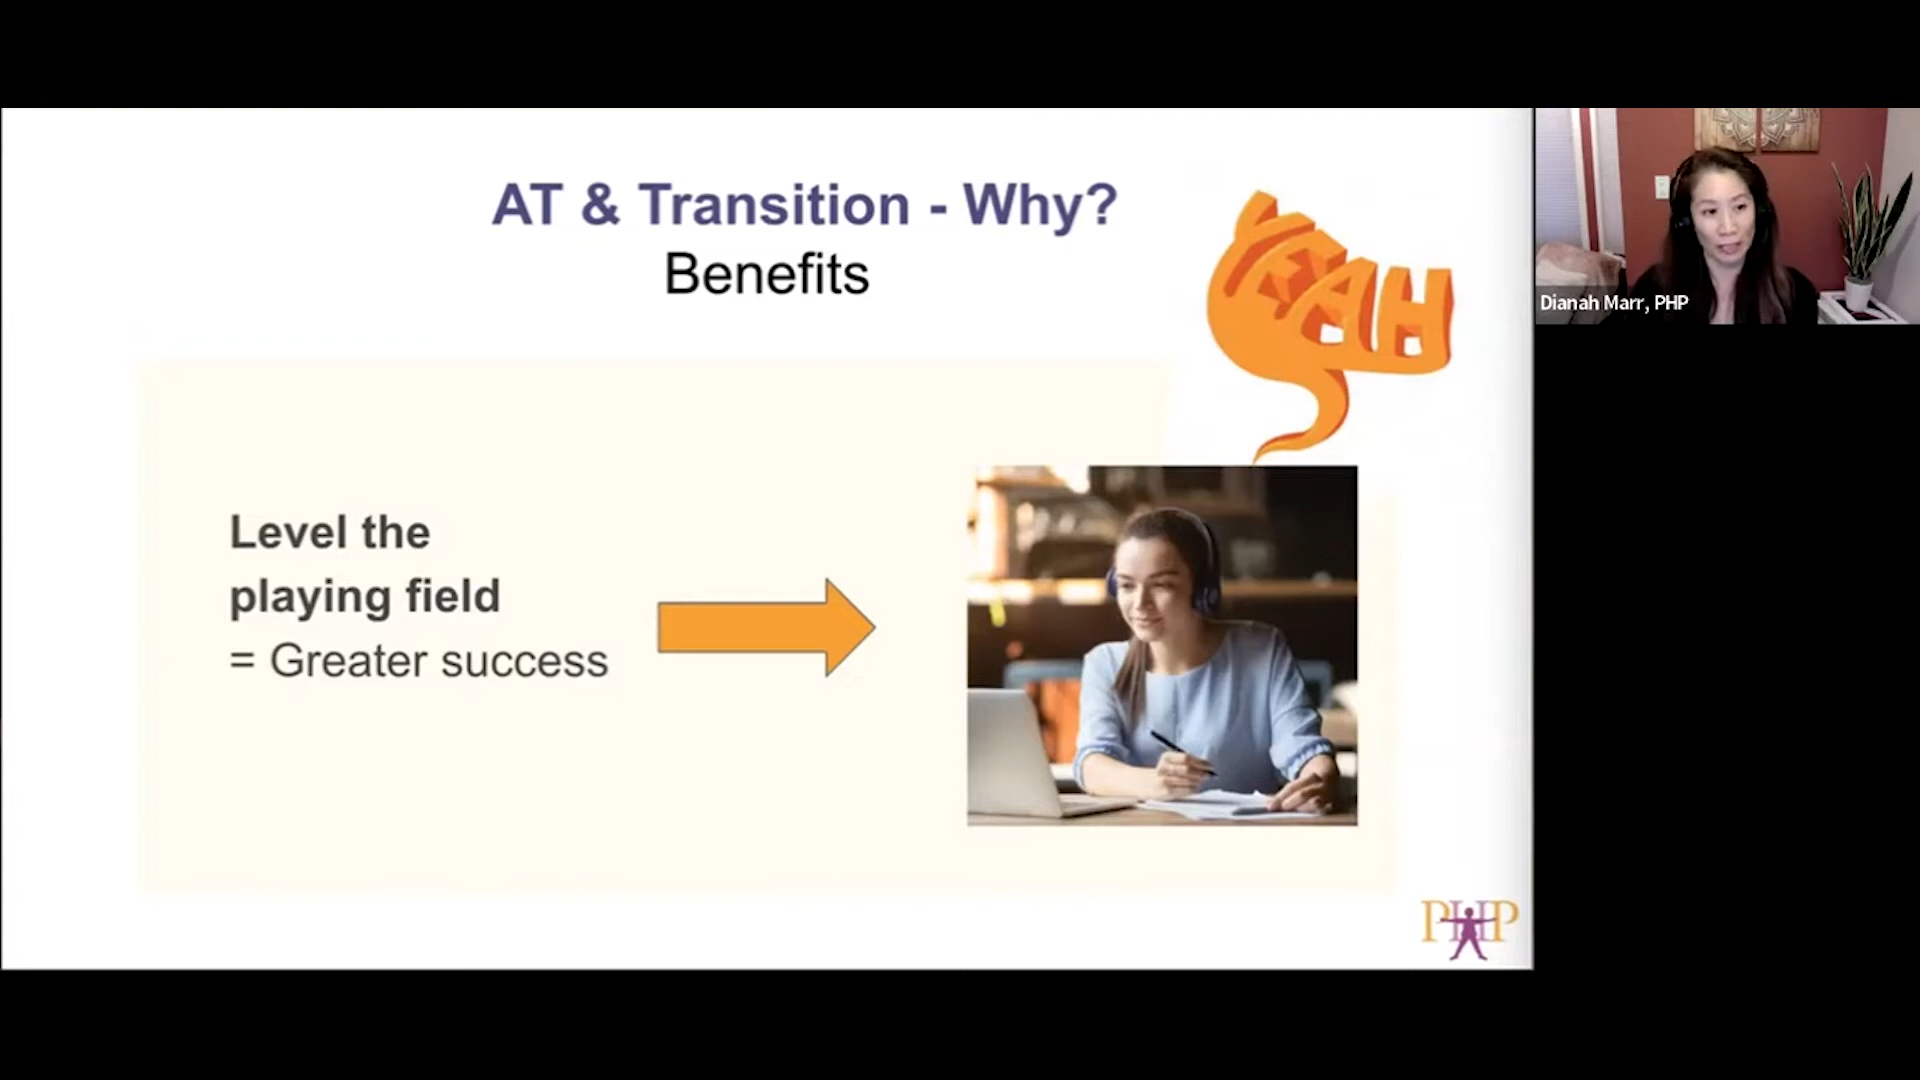 AT & Transition - Why?
Benefits
YEAH
Level the
playing field
= Greater success
Dianah Marr, PHP
PHP